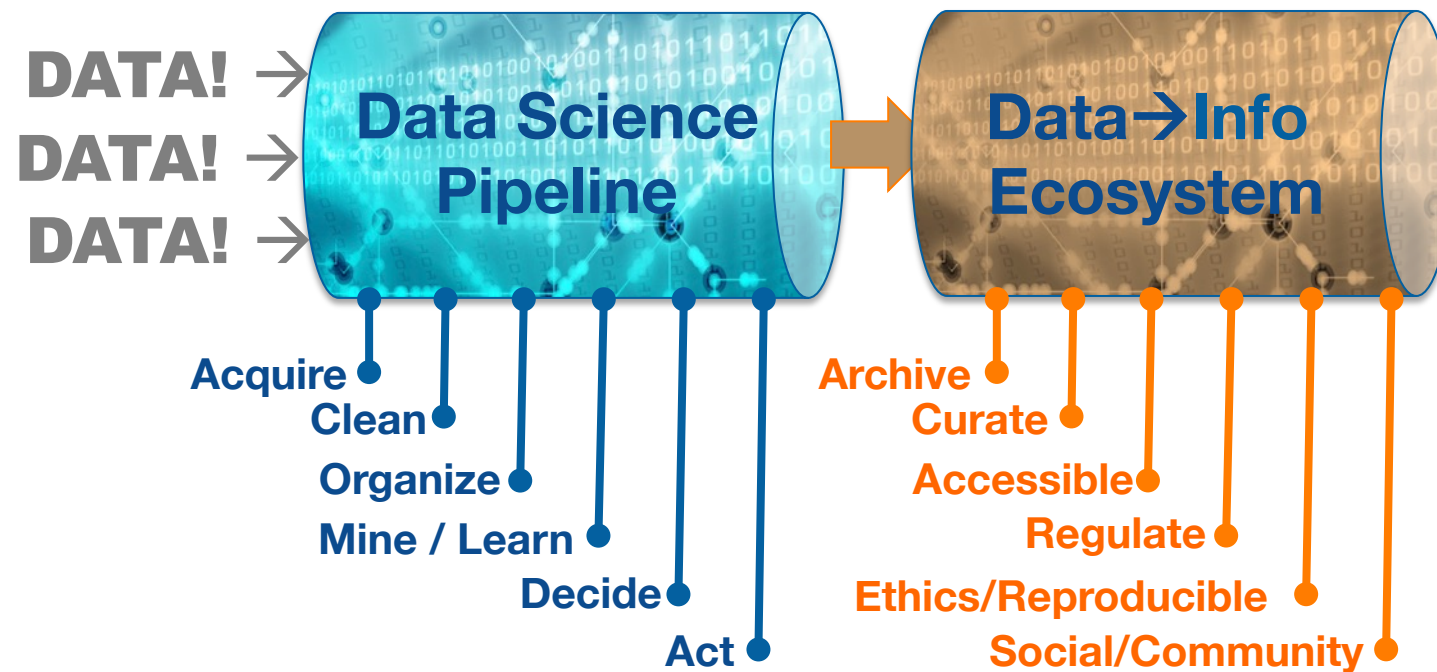 DATA! →
DATA! →
DATA! →
Data Science
Pipeline
Acquire
Clean
Organize
Mine / Learn
Decide
Act
Data→Info
Ecosystem
Archive
Curate
Accessible
Regulate
Ethics/Reproducible
Social/Community